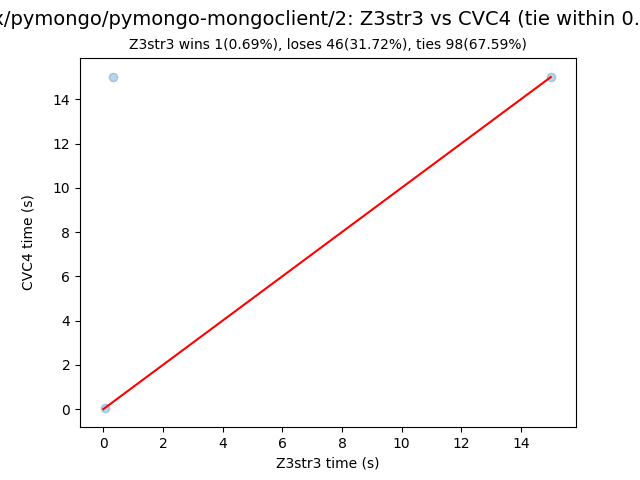 x/pymongo/pymongo-mongoclient/2: Z3str3 vs CVC4 (tie within 0.
Z3str3 wins 1(0.69%), loses 46(31.72%), ties 98(67.59%)
14
12
10
8
6
4
2
0
CVC4 time (s)
0 2 4 6 8 10 12 14
Z3str3 time (s)